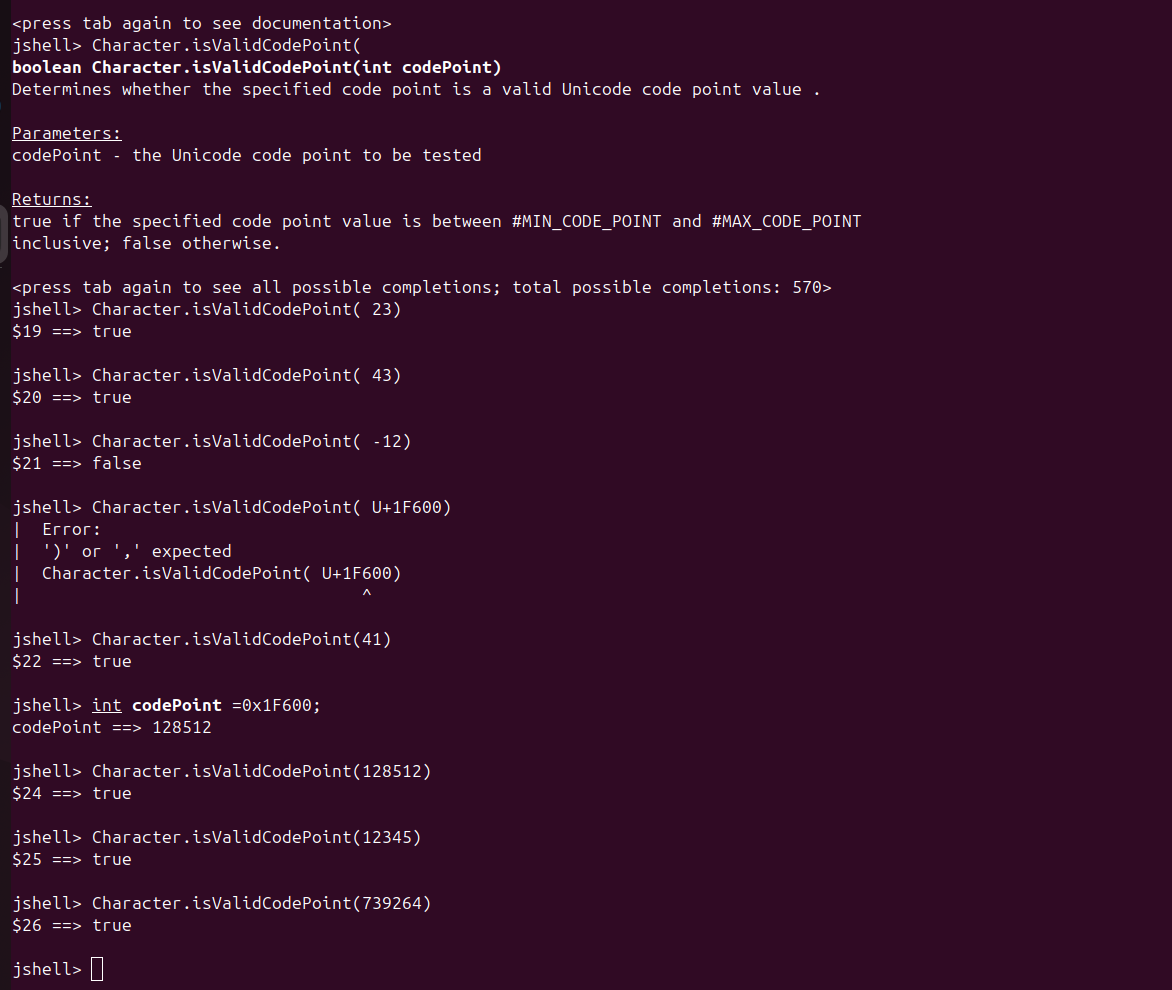 <press tab again to see documentation>
jshell> Character.isValidCodePoint(
boolean Character.isValidCodePoint(int codePoint)
Determines whether the specified code point is a valid Unicode code point value .
Parameters:
codePoint - the Unicode code point to be tested
Returns:
true if the specified code point value is between #MIN_CODE_POINT and #MAX_CODE_POINT
inclusive; false otherwise.
<press tab again to see all possible completions; total possible completions: 570>
jshell> Character.isValidCodePoint( 23)
$19 ==> true
jshell> Character.isValidCodePoint( 43)
$20 ==> true
jshell> Character.isValidCodePoint( -12)
$21 ==> false
jshell> Character.isValidCodePoint( U+1F600)
|  Error:
|  ')' or ',' expected
|  Character.isValidCodePoint( U+1F600)
|                                  ^
jshell> Character.isValidCodePoint(41)
$22 ==> true
jshell> int codePoint =0x1F600;
codePoint ==> 128512
jshell> Character.isValidCodePoint(128512)
$24 ==> true
jshell> Character.isValidCodePoint(12345)
$25 ==> true
jshell> Character.isValidCodePoint(739264)
$26 ==> true
jshell>